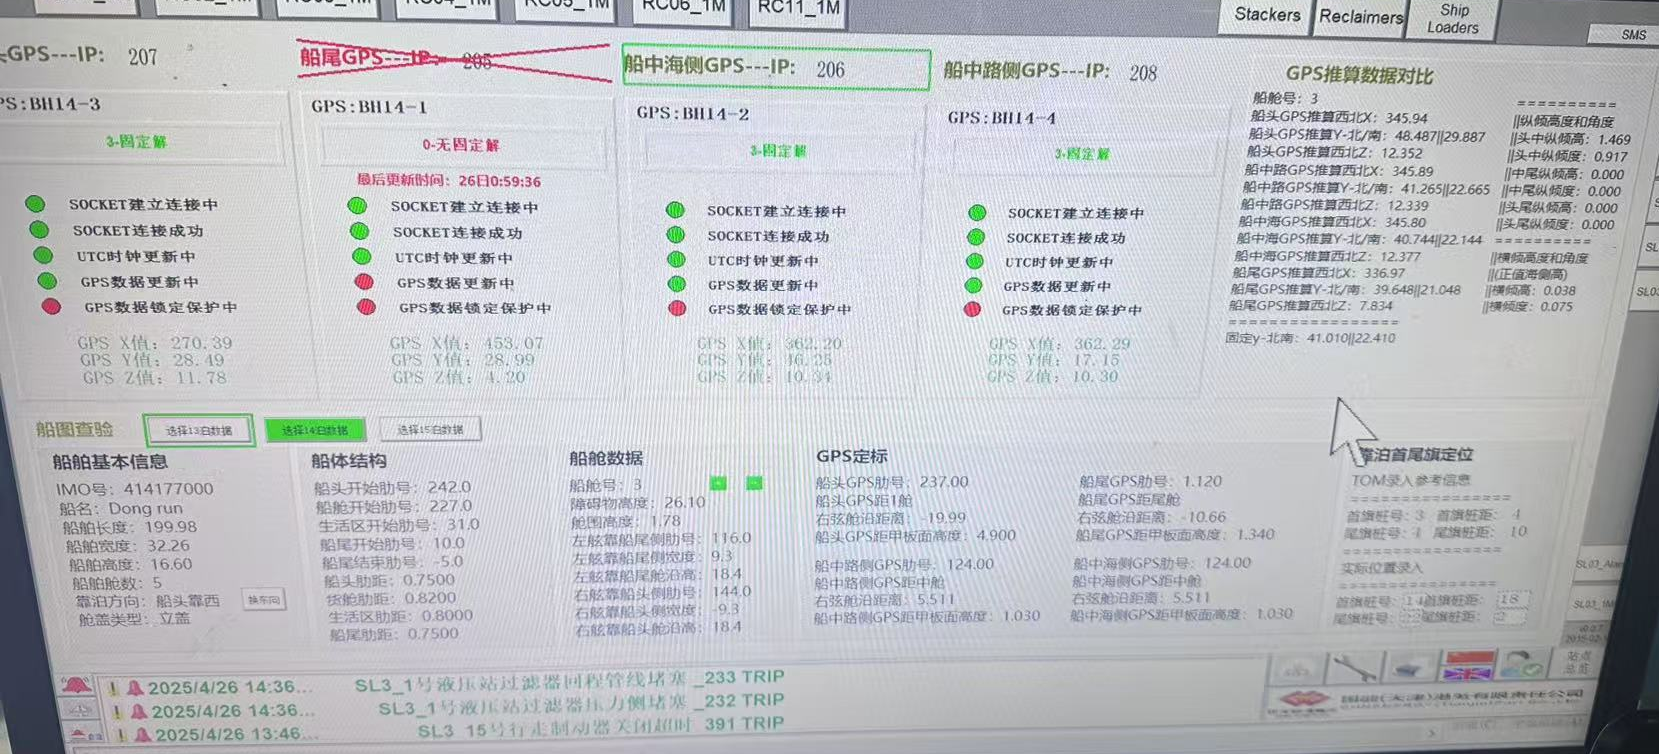 RC04_1M
RC05_1M
RC06_1M
RC11_1M
Stackers
Reclaimers
Ship
Loaders
SMS
GPS---IP: 207
船尾GPS---IP: 205
船中海侧GPS---IP: 206
船中路侧GPS---IP: 208
PS:BH14-3
3-固定解
SOCKET建立连接中
SOCKET连接成功
UTC时钟更新中
GPS数据更新中
GPS数据锁定保护中
GPS X值: 270.39
GPS Y值: 28.49
GPS Z值: 11.78
GPS:BH14-1
0-无固定解
最后更新时间: 26日0:59:36
SOCKET建立连接中
SOCKET连接成功
UTC时钟更新中
GPS数据更新中
GPS数据锁定保护中
GPS X值: 453.07
GPS Y值: 28.99
GPS Z值: 4.20
GPS:BH14-2
3-固定解
SOCKET建立连接中
SOCKET连接成功
UTC时钟更新中
GPS数据更新中
GPS数据锁定保护中
GPS X值: 362.20
GPS Y值: 16.25
GPS Z值: 10.34
GPS:BH14-4
3-固定解
SOCKET建立连接中
SOCKET连接成功
UTC时钟更新中
GPS数据更新中
GPS数据锁定保护中
GPS X值: 362.29
GPS Y值: 17.15
GPS Z值: 10.30
GPS推算数据对比
船舱号: 3
船头GPS推算西北X: 345.94
船头GPS推算Y-北/南: 48.487||29.887
船头GPS推算西北Z: 12.352
船中路GPS推算西北X: 345.89
船中路GPS推算Y-北/南: 41.265||22.665
船中路GPS推算西北Z: 12.339
船中海GPS推算西北X: 345.80
船中海GPS推算Y-北/南: 40.744||22.144
船中海GPS推算西北Z: 12.377
船尾GPS推算西北X: 336.97
船尾GPS推算Y-北/南: 39.648||21.048
船尾GPS推算西北Z: 7.834
=================
固定y-北南: 41.010||22.410
==========
||纵倾高度和角度
||头中纵倾高: 1.469
||头中纵倾度: 0.917
||中尾纵倾高: 0.000
||中尾纵倾度: 0.000
||头尾纵倾高: 0.000
||头尾纵倾度: 0.000
==========
||横倾高度和角度
||(正值海侧高)
||横倾高: 0.038
||横倾度: 0.075
船图查验
选择13泊数据
选择14泊数据
选择15泊数据
船舶基本信息
IMO号: 414177000
船名: Dong run
船舶长度: 199.98
船舶宽度: 32.26
船舶高度: 16.60
船舶舱数: 5
靠泊方向: 船头靠西
换东向
舱盖类型: 立盖
船体结构
船头开始肋号: 242.0
船舱开始肋号: 227.0
生活区开始肋号: 31.0
船尾开始肋号: 10.0
船尾结束肋号: -5.0
船头肋距: 0.7500
货舱肋距: 0.8200
生活区肋距: 0.8000
船尾肋距: 0.7500
船舱数据
船舱号: 3
障碍物高度: 26.10
舱围高度: 1.78
左舷靠船尾侧肋号: 116.0
左舷靠船尾侧宽度: 9.3
左舷靠船尾舱沿高: 18.4
右舷靠船头侧肋号: 144.0
右舷靠船头侧宽度: -9.3
右舷靠船头舱沿高: 18.4
GPS定标
船头GPS肋号: 237.00
船头GPS距1舱
右弦舱沿距离: -19.99
船头GPS距甲板面高度: 4.900
船中路侧GPS肋号: 124.00
船中路侧GPS距中舱
右弦舱沿距离: 5.511
船中路侧GPS距甲板面高度: 1.030
船尾GPS肋号: 1.120
船尾GPS距尾舱
右弦舱沿距离: -10.66
船尾GPS距甲板面高度: 1.340
船中海侧GPS肋号: 124.00
船中海侧GPS距中舱
右弦舱沿距离: 5.511
船中海侧GPS距甲板面高度: 1.030
靠泊首尾旗定位
TOM录入参考信息
================
首旗桩号: 3 首旗桩距: 4
尾旗桩号: 4 尾旗桩距: 10
================
实际位置录入
================
首旗桩号: 14 首旗桩距: 18
尾旗桩号: 尾旗桩距: 2
SL03_1M
2025/4/26 14:36... SL3_1号液压站过滤器回程管线堵塞 _233 TRIP
2025/4/26 14:36... SL3_1号液压站过滤器压力侧堵塞 _232 TRIP
2025/4/26 13:46... SL3_15号行走制动器关闭超时 391 TRIP
站点
总览